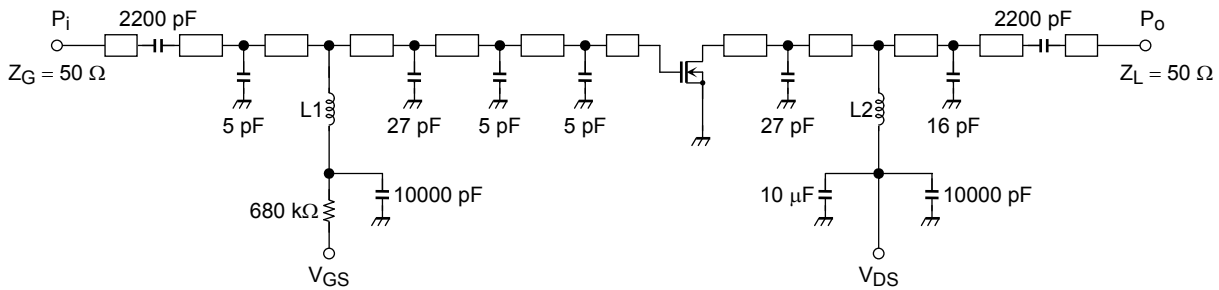 Pi
2200 pF
2200 pF
Po
ZG = 50 Ω
ZL = 50 Ω
L1
L2
5 pF
27 pF
5 pF
5 pF
27 pF
16 pF
10000 pF
10 μF
10000 pF
680 kΩ
VGS
VDS